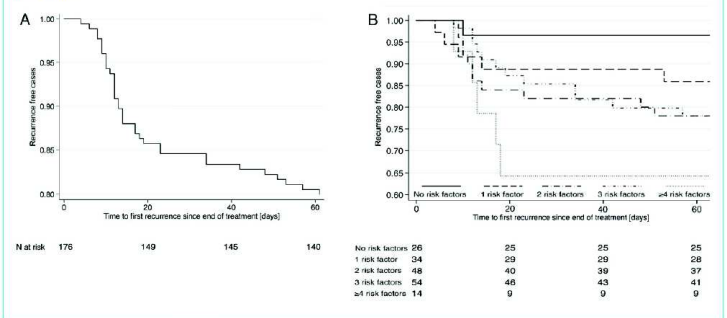 A
1.00
0.95
0.90
0.85
0.80
Recurrence free cases
0 20 40 60
Time to first recurrence since end of treatment [days]
N at risk 176 149 145 140
B
1.00
0.95
0.90
0.85
0.80
0.75
0.70
0.65
0.60
Recurrence free cases
No risk factors 1 risk factor 2 risk factors 3 risk factors ≥4 risk factors
0 20 40 60
Time to first recurrence since end of treatment [days]
No risk factors 26 25 25 25
1 risk factor 34 29 29 28
2 risk factors 48 40 39 37
3 risk factors 54 46 43 41
≥4 risk factors 14 9 9 9